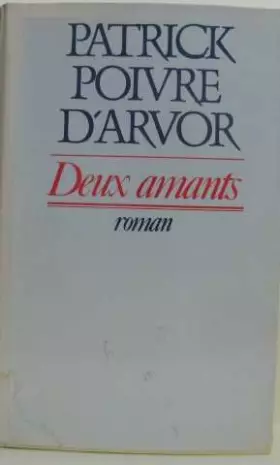 PATRICK
POIVRE
D'ARVOR
Deux amants
roman